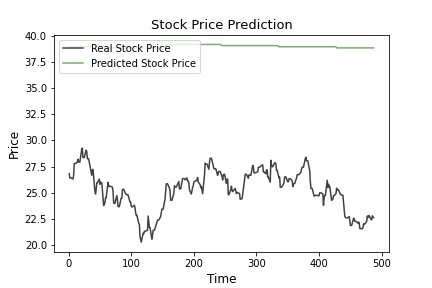 Stock Price Prediction
Real Stock Price
Predicted Stock Price
Price
40.0
37.5
35.0
32.5
30.0
27.5
25.0
22.5
20.0
0 100 200 300 400 500
Time